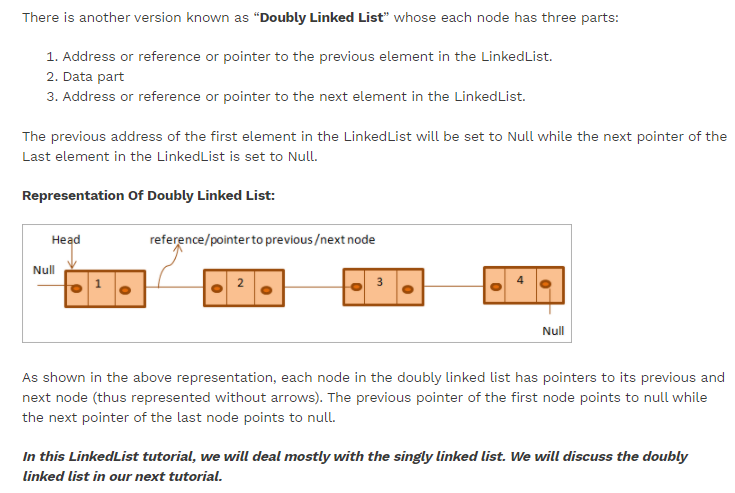 There is another version known as “Doubly Linked List” whose each node has three parts:
1. Address or reference or pointer to the previous element in the LinkedList.
2. Data part
3. Address or reference or pointer to the next element in the LinkedList.
The previous address of the first element in the LinkedList will be set to Null while the next pointer of the
Last element in the LinkedList is set to Null.
Representation Of Doubly Linked List:
Head reference/pointer to previous/next node
Null
1 2 3 4
Null
As shown in the above representation, each node in the doubly linked list has pointers to its previous and
next node (thus represented without arrows). The previous pointer of the first node points to null while
the next pointer of the last node points to null.
In this LinkedList tutorial, we will deal mostly with the singly linked list. We will discuss the doubly
linked list in our next tutorial.